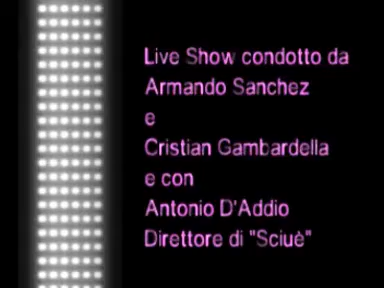 Live Show condotto da
Armando Sanchez
e
Cristian Gambardella
e con
Antonio D'Addio
Direttore di "Sciuè"